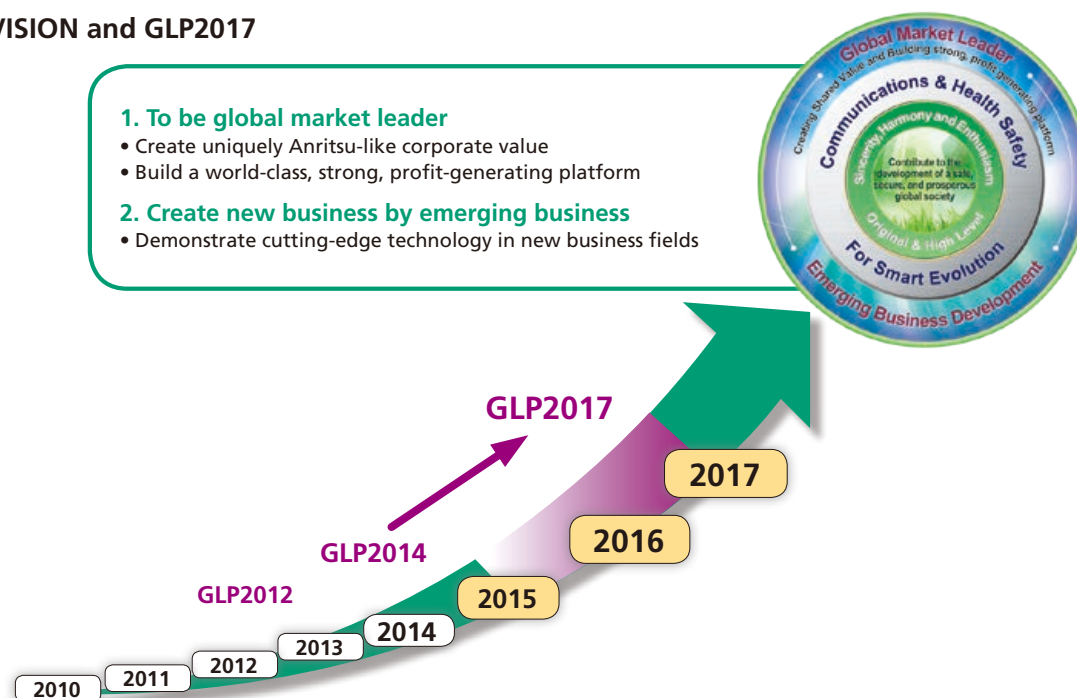 VISION and GLP2017
1. To be global market leader
• Create uniquely Anritsu-like corporate value
• Build a world-class, strong, profit-generating platform
2. Create new business by emerging business
• Demonstrate cutting-edge technology in new business fields
Global Market Leader
Creating Shared Value and Building strong, profit generating platform
Communications & Health Safety
Sincerity, Harmony and Enthusiasm
Contribute to the
development of a safe,
secure, and prosperous
global society
Original & High Level
For Smart Evolution
Emerging Business Development
GLP2017
GLP2014
GLP2012
2010
2011
2012
2013
2014
2015
2016
2017